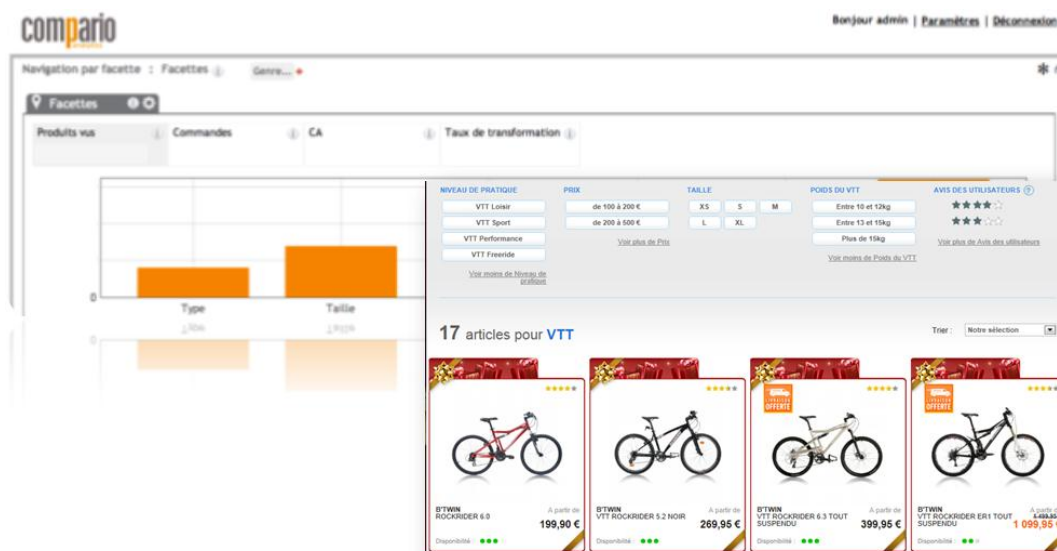 compario
Bonjour admin | Paramètres | Déconnexion
Navigation par facette : Facettes
Genre...
Facettes
Produits vus Commandes CA Taux de transformation
NIVEAU DE PRATIQUE PRIX TAILLE POIDS DU VTT AVIS DES UTILISATEURS ?
VTT Loisir de 100 à 200 € XS S M Entre 10 et 12kg
VTT Sport de 200 à 500 € L XL Entre 13 et 15kg
VTT Performance Voir plus de Prix Plus de 15kg Voir plus de Avis des utilisateurs
VTT Freeride Voir moins de Poids du VTT
Voir moins de Niveau de
pratique
0
Type Taille
17 articles pour VTT
Trier : Notre sélection
LIVRAISON OFFERTE LIVRAISON OFFERTE
B'TWIN A partir de B'TWIN A partir de B'TWIN A partir de B'TWIN A partir de
ROCKRIDER 6.0 VTT ROCKRIDER 5.2 NOIR VTT ROCKRIDER 6.3 TOUT VTT ROCKRIDER ER1 TOUT
199,90 € 269,95 € SUSPENDU 399,95 € SUSPENDU 1 099,95 €
Disponibilité : Disponibilité : Disponibilité : Disponibilité :